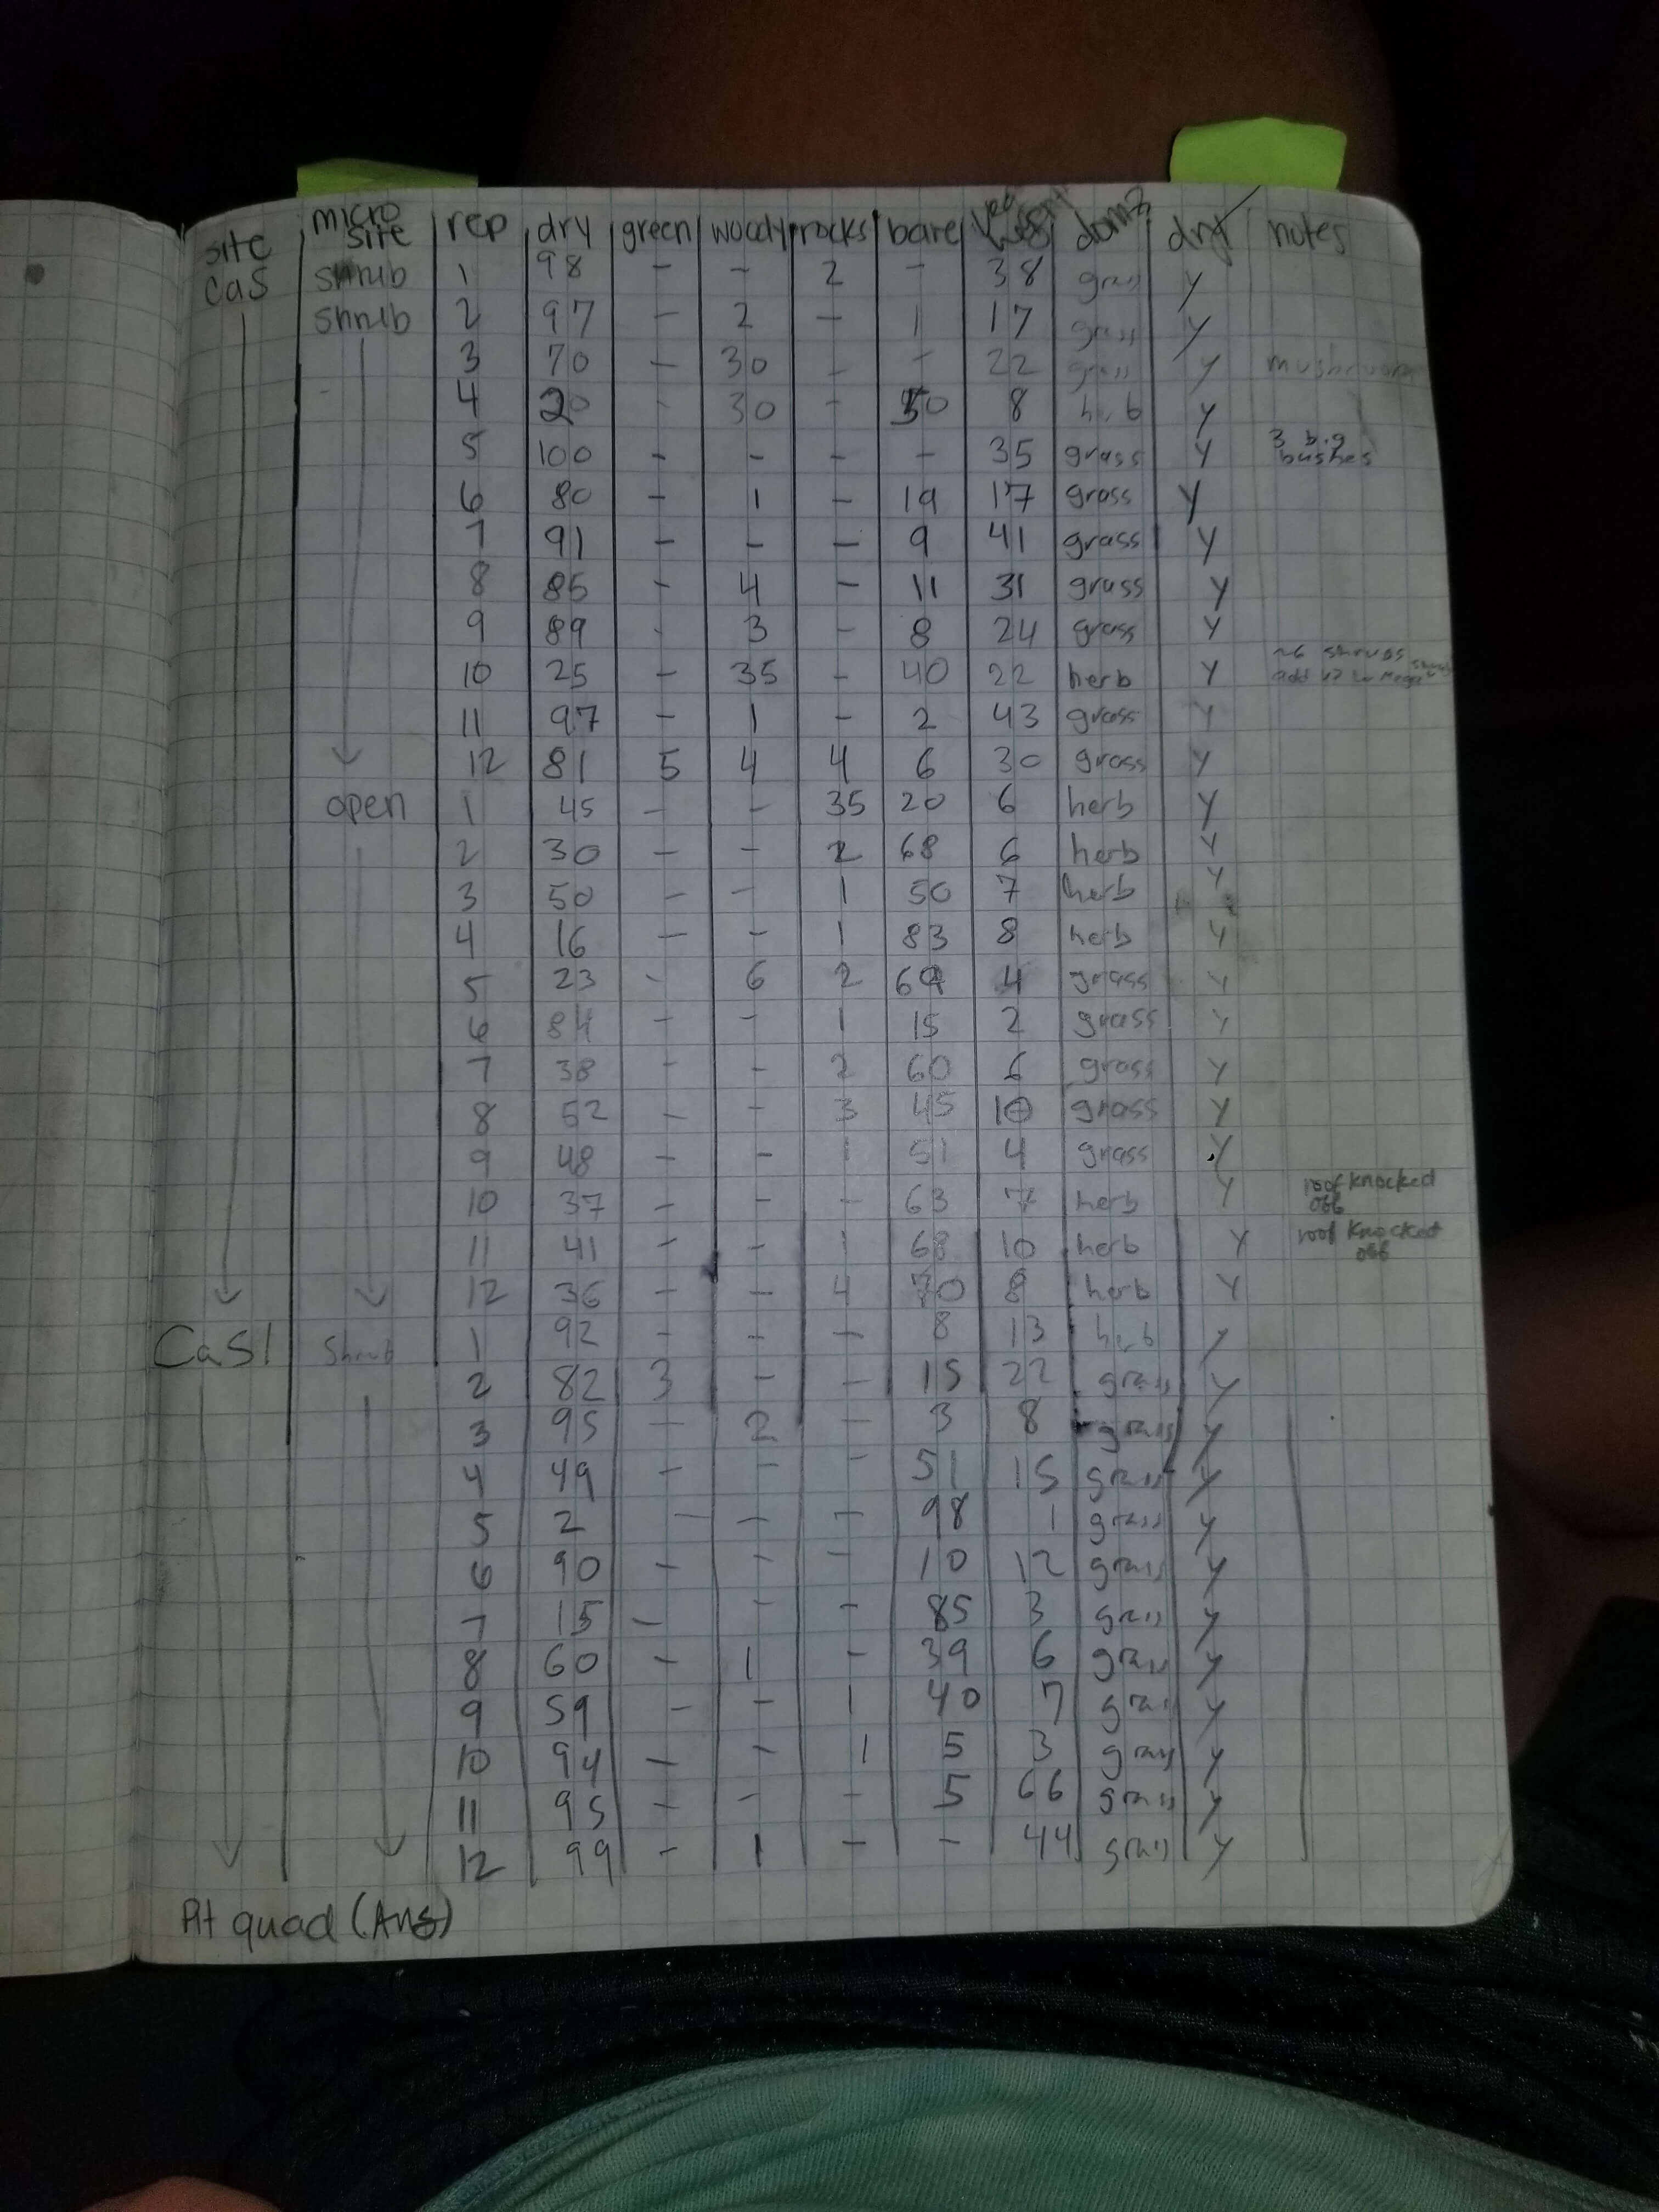 site micro site rep dry green woody rocks bare veg height dom? dry notes
CaS shrub 1 98 - - 2 - 38 grass y
shrub 2 97 - 2 - 1 17 grass y
3 70 - 30 - - 22 grass y mushroom
4 20 - 30 - 50 8 herb y
5 100 - - - - 35 grass y 3 big bushes
6 80 - 1 - 19 17 grass y
7 91 - - - 9 41 grass y
8 85 - 4 - 11 31 grass y
9 89 - 3 - 8 24 grass y
10 25 - 35 - 40 22 herb y ~6 shrubs add up to mega shrub
11 97 - 1 - 2 43 grass y
12 81 5 4 4 6 30 grass y
open 1 45 - - 35 20 6 herb y
2 30 - - 2 68 6 herb y
3 50 - - 1 50 7 herb y
4 16 - - 1 83 8 herb y
5 23 - 6 2 69 4 grass y
6 84 - - 1 15 2 grass y
7 38 - - 2 60 6 grass y
8 52 - - 3 45 10 grass y
9 48 - - 1 51 4 grass y
10 37 - - - 63 7 herb y roof knocked off
11 41 - - 1 68 10 herb y roof knocked off
12 36 - - 4 70 8 herb y
CaSl shrub 1 92 - - - 8 13 herb y
2 82 3 - - 15 22 grass y
3 95 - 2 - 3 8 grass y
4 49 - - - 51 15 grass y
5 2 - - - 98 1 grass y
6 90 - - - 10 12 grass y
7 15 - - - 85 3 grass y
8 60 - 1 - 39 6 grass y
9 59 - - 1 40 7 grass y
10 94 - - 1 5 3 grass y
11 95 - - - 5 66 grass y
12 99 - 1 - - 44 grass y
Pit quad (Ans)